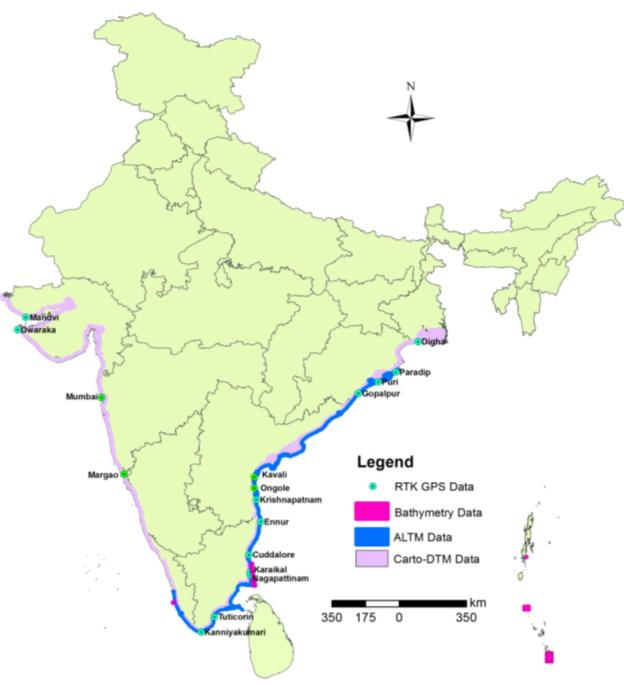 N
Mandvi
Dwaraka
Digha
Paradip
Puri
Gopalpur
Mumbai
Margao
Kavali
Ongole
Krishnapatnam
Ennur
Cuddalore
Karaikal
Nagapattinam
Tuticorin
Kanniyakumari
Legend
RTK GPS Data
Bathymetry Data
ALTM Data
Carto-DTM Data
km
350 175 0 350